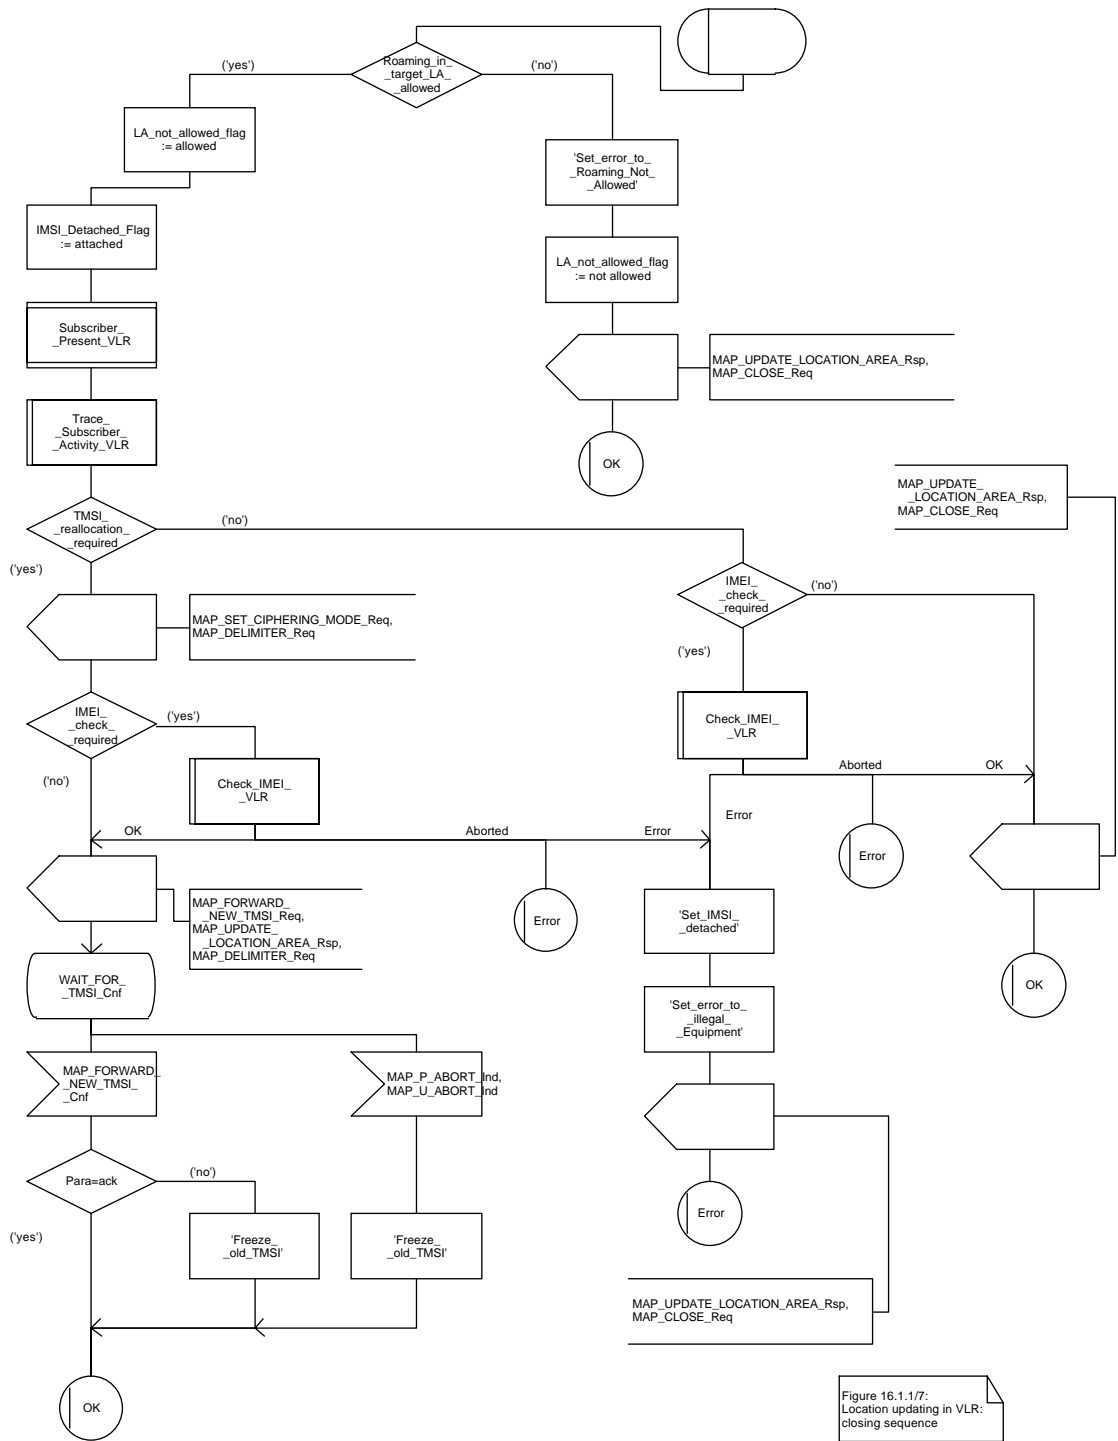 Roaming_in_
_target_LA_
_allowed
('yes')
('no')
LA_not_allowed_flag
:= allowed
'Set_error_to_
_Roaming_Not_
_Allowed'
IMSI_Detached_Flag
:= attached
LA_not_allowed_flag
:= not allowed
Subscriber_
_Present_VLR
MAP_UPDATE_LOCATION_AREA_Rsp,
MAP_CLOSE_Req
Trace_
_Subscriber_
_Activity_VLR
OK
MAP_UPDATE_
_LOCATION_AREA_Rsp,
MAP_CLOSE_Req
TMSI_
_reallocation_
_required
('no')
('yes')
IMEI_
_check_
_required
('no')
('yes')
MAP_SET_CIPHERING_MODE_Req,
MAP_DELIMITER_Req
IMEI_
_check_
_required
('yes')
('no')
Check_IMEI_
_VLR
Check_IMEI_
_VLR
Aborted
OK
Error
OK
Aborted
Error
Error
MAP_FORWARD_
_NEW_TMSI_Req,
MAP_UPDATE_
_LOCATION_AREA_Rsp,
MAP_DELIMITER_Req
Error
'Set_IMSI_
_detached'
WAIT_FOR_
_TMSI_Cnf
OK
'Set_error_to_
_illegal_
_Equipment'
MAP_FORWARD_
_NEW_TMSI_
_Cnf
MAP_P_ABORT_Ind,
MAP_U_ABORT_Ind
Para=ack
('no')
('yes')
Error
'Freeze_
_old_TMSI'
'Freeze_
_old_TMSI'
MAP_UPDATE_LOCATION_AREA_Rsp,
MAP_CLOSE_Req
OK
Figure 16.1.1/7:
Location updating in VLR:
closing sequence